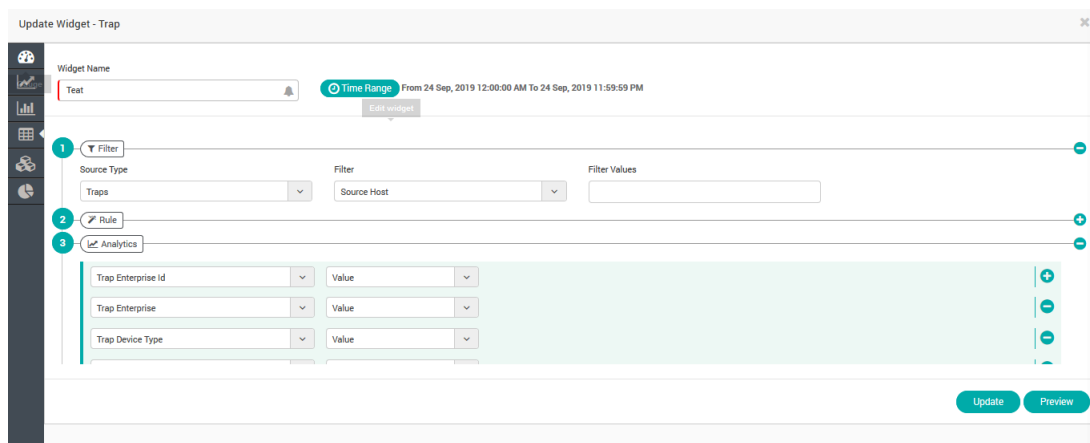 Update Widget - Trap
Widget Name
Teat
Time Range From 24 Sep, 2019 12:00:00 AM To 24 Sep, 2019 11:59:59 PM
Edit widget
1 Filter
Source Type Filter Filter Values
Traps Source Host
2 Rule
3 Analytics
Trap Enterprise Id Value
Trap Enterprise Value
Trap Device Type Value
Update Preview